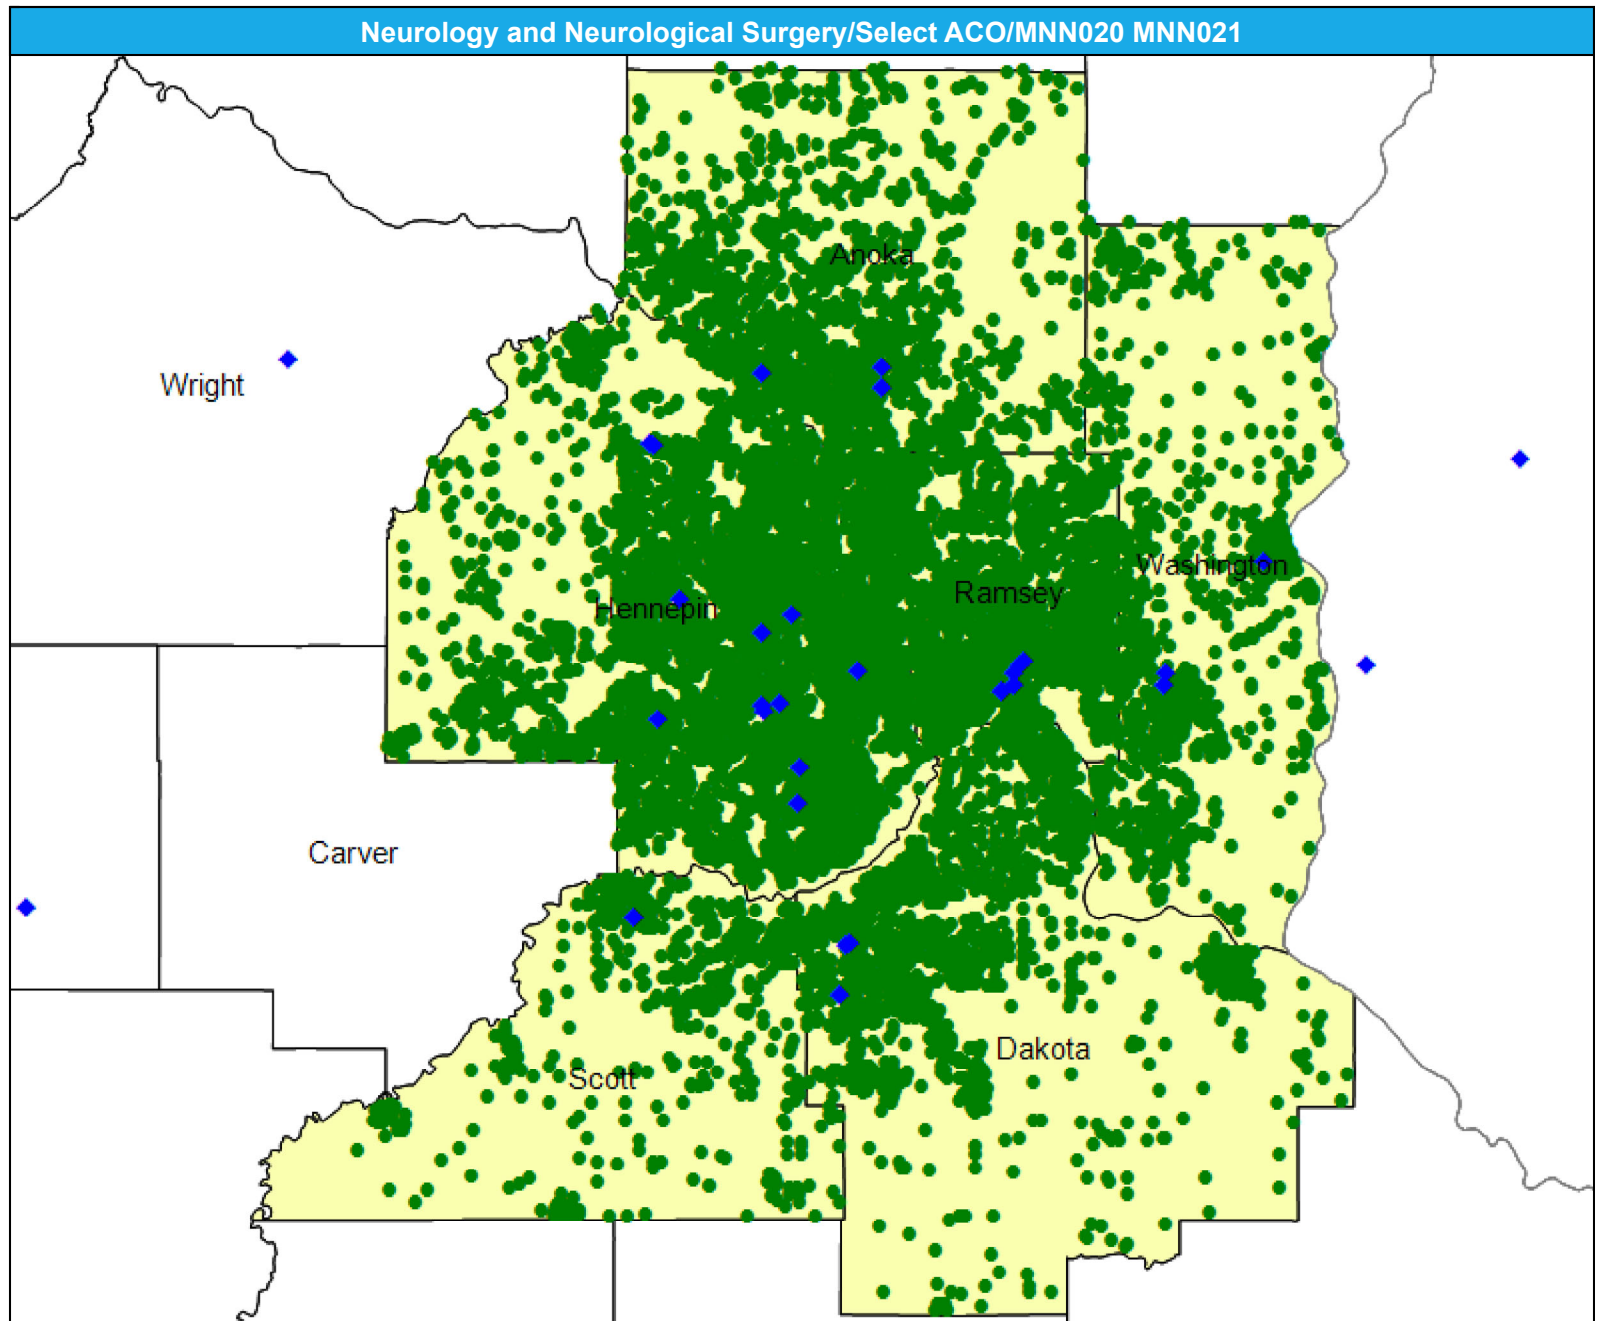 Neurology and Neurological Surgery/Select ACO/MNN020 MNN021
Anoka
Wright
Washington
Ramsey
Hennepin
Carver
Dakota
Scott